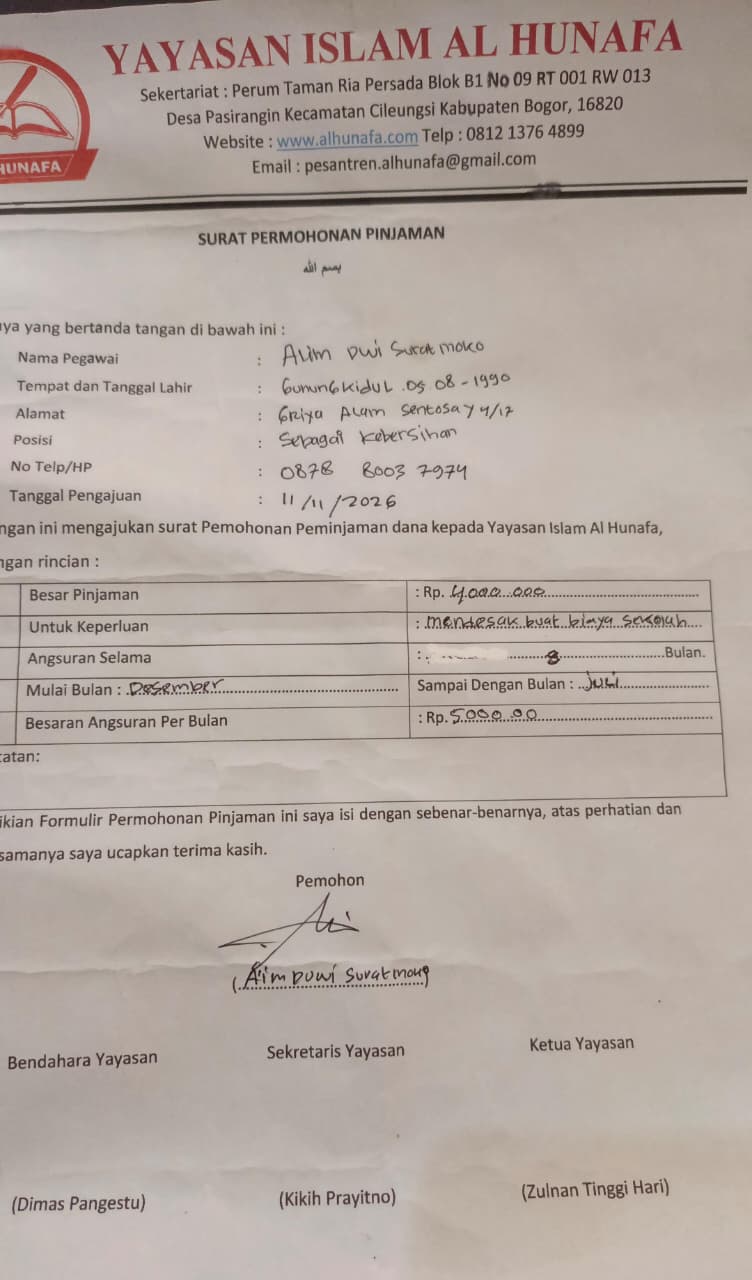 YAYASAN ISLAM AL HUNAFA
Sekertariat : Perum Taman Ria Persada Blok B1 No 09 RT 001 RW 013
Desa Pasirangin Kecamatan Cileungsi Kabupaten Bogor, 16820
Website : www.alhunafa.com Telp : 0812 1376 4899
Email : pesantren.alhunafa@gmail.com
HUNAFA
SURAT PERMOHONAN PINJAMAN
بسم الله
ya yang bertanda tangan di bawah ini :
Nama Pegawai : Alim Dwi Suratmoko
Tempat dan Tanggal Lahir : Gunungkidul . 05 08 - 1990
Alamat : Griya Alam Sentosa Y 4/17
Posisi : Sebagai Kebersihan
No Telp/HP : 0878 8003 7974
Tanggal Pengajuan : 11/11/2026
ngan ini mengajukan surat Pemohonan Peminjaman dana kepada Yayasan Islam Al Hunafa,
ngan rincian :
Besar Pinjaman : Rp. 4.000.000
Untuk Keperluan : mendesak buat biaya sekolah
Angsuran Selama : 8 Bulan.
Mulai Bulan : Desember Sampai Dengan Bulan : Juli
Besaran Angsuran Per Bulan : Rp. 5000.00
tatan:
ikian Formulir Permohonan Pinjaman ini saya isi dengan sebenar-benarnya, atas perhatian dan
samanya saya ucapkan terima kasih.
Pemohon
(Alim Duwi
Bendahara Yayasan Sekretaris Yayasan Ketua Yayasan
(Dimas Pangestu) (Kikih Prayitno) (Zulnan Tinggi Hari)